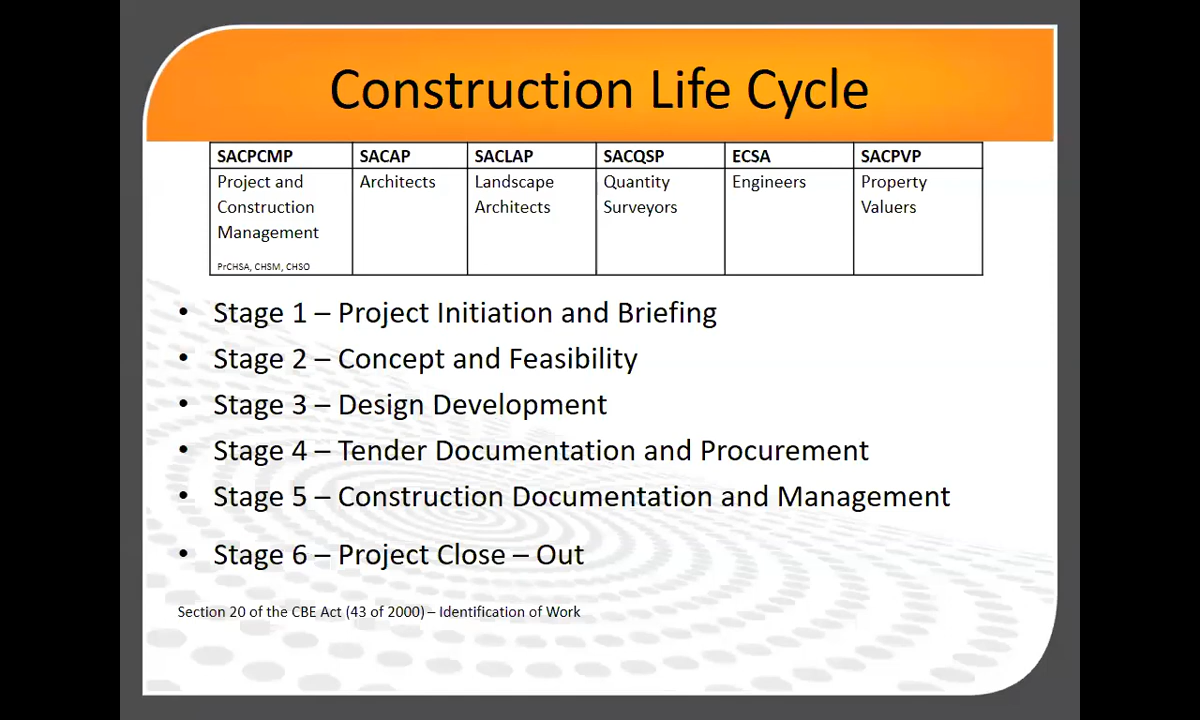 Construction Life Cycle
SACPCMP SACAP SACLAP SACQSP ECSA SACPVP
Project and Architects Landscape Quantity Engineers Property
Construction Architects Surveyors Valuers
Management
PrCHSA, CHSM, CHSO
• Stage 1 – Project Initiation and Briefing
• Stage 2 – Concept and Feasibility
• Stage 3 – Design Development
• Stage 4 – Tender Documentation and Procurement
• Stage 5 – Construction Documentation and Management
• Stage 6 – Project Close – Out
Section 20 of the CBE Act (43 of 2000) – Identification of Work